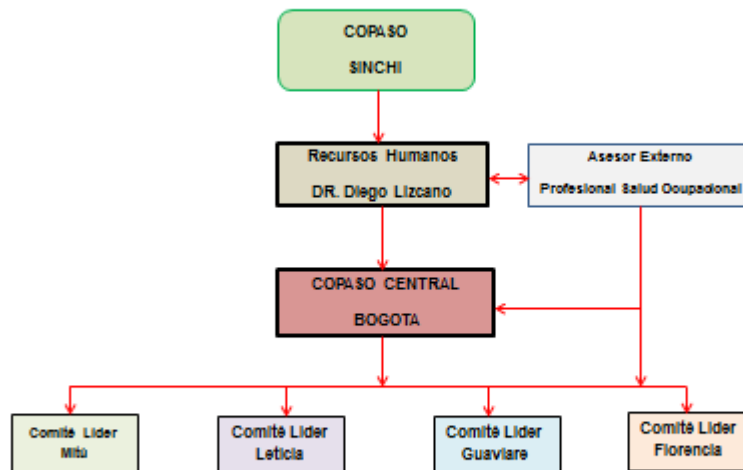 COPASO
SINCHI
Recursos Humanos
DR. Diego Lizcano
Asesor Externo
Profesional Salud Ocupacional
COPASO CENTRAL
BOGOTA
Comité Lider
Mitú
Comité Lider
Leticia
Comité Lider
Guaviare
Comité Lider
Florencia